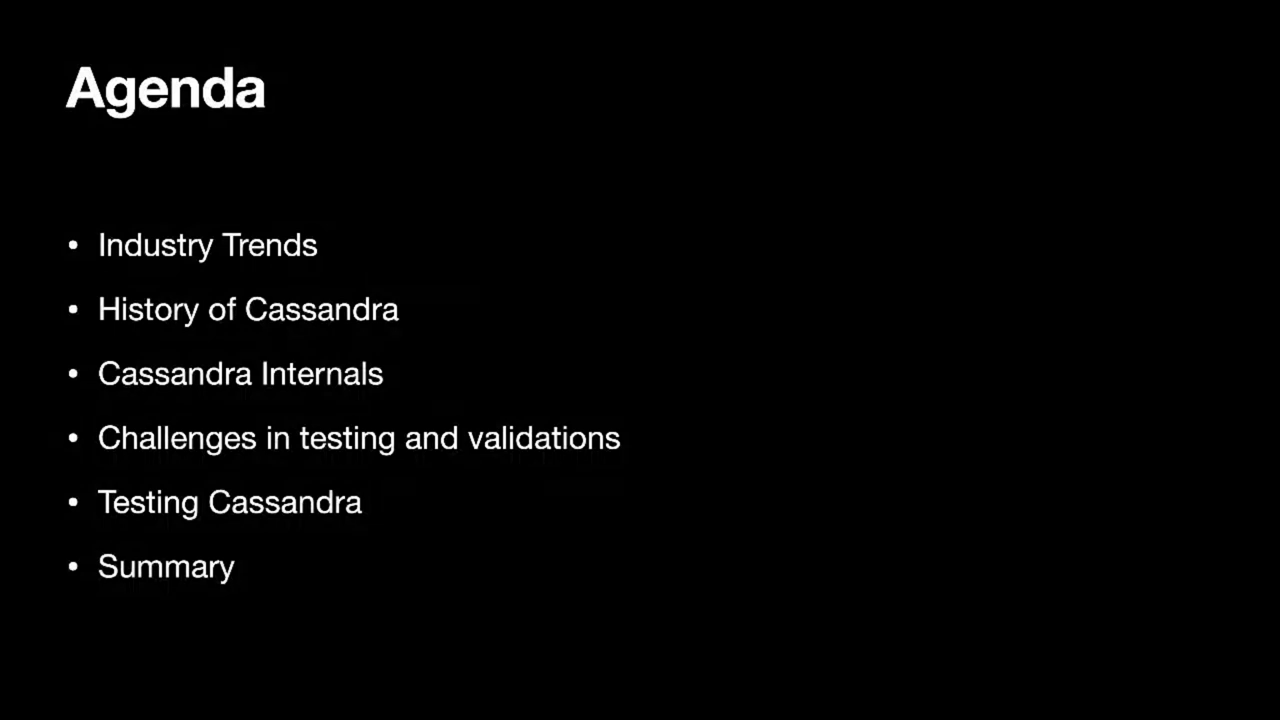 Agenda
• Industry Trends
• History of Cassandra
• Cassandra Internals
• Challenges in testing and validations
• Testing Cassandra
• Summary